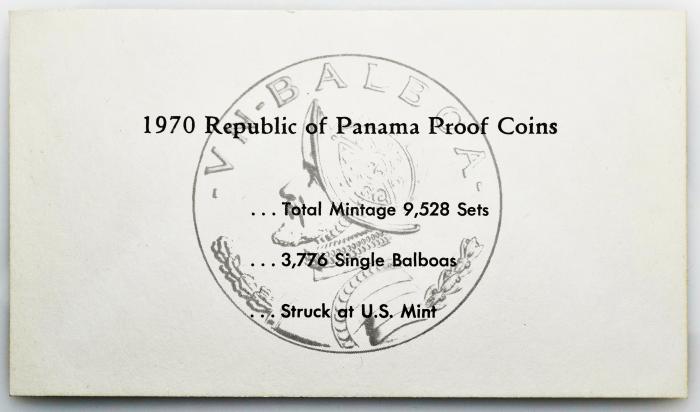 -VN-BALBOA-
1970 Republic of Panama Proof Coins
...Total Mintage 9,528 Sets
...3,776 Single Balboas
...Struck at U.S. Mint